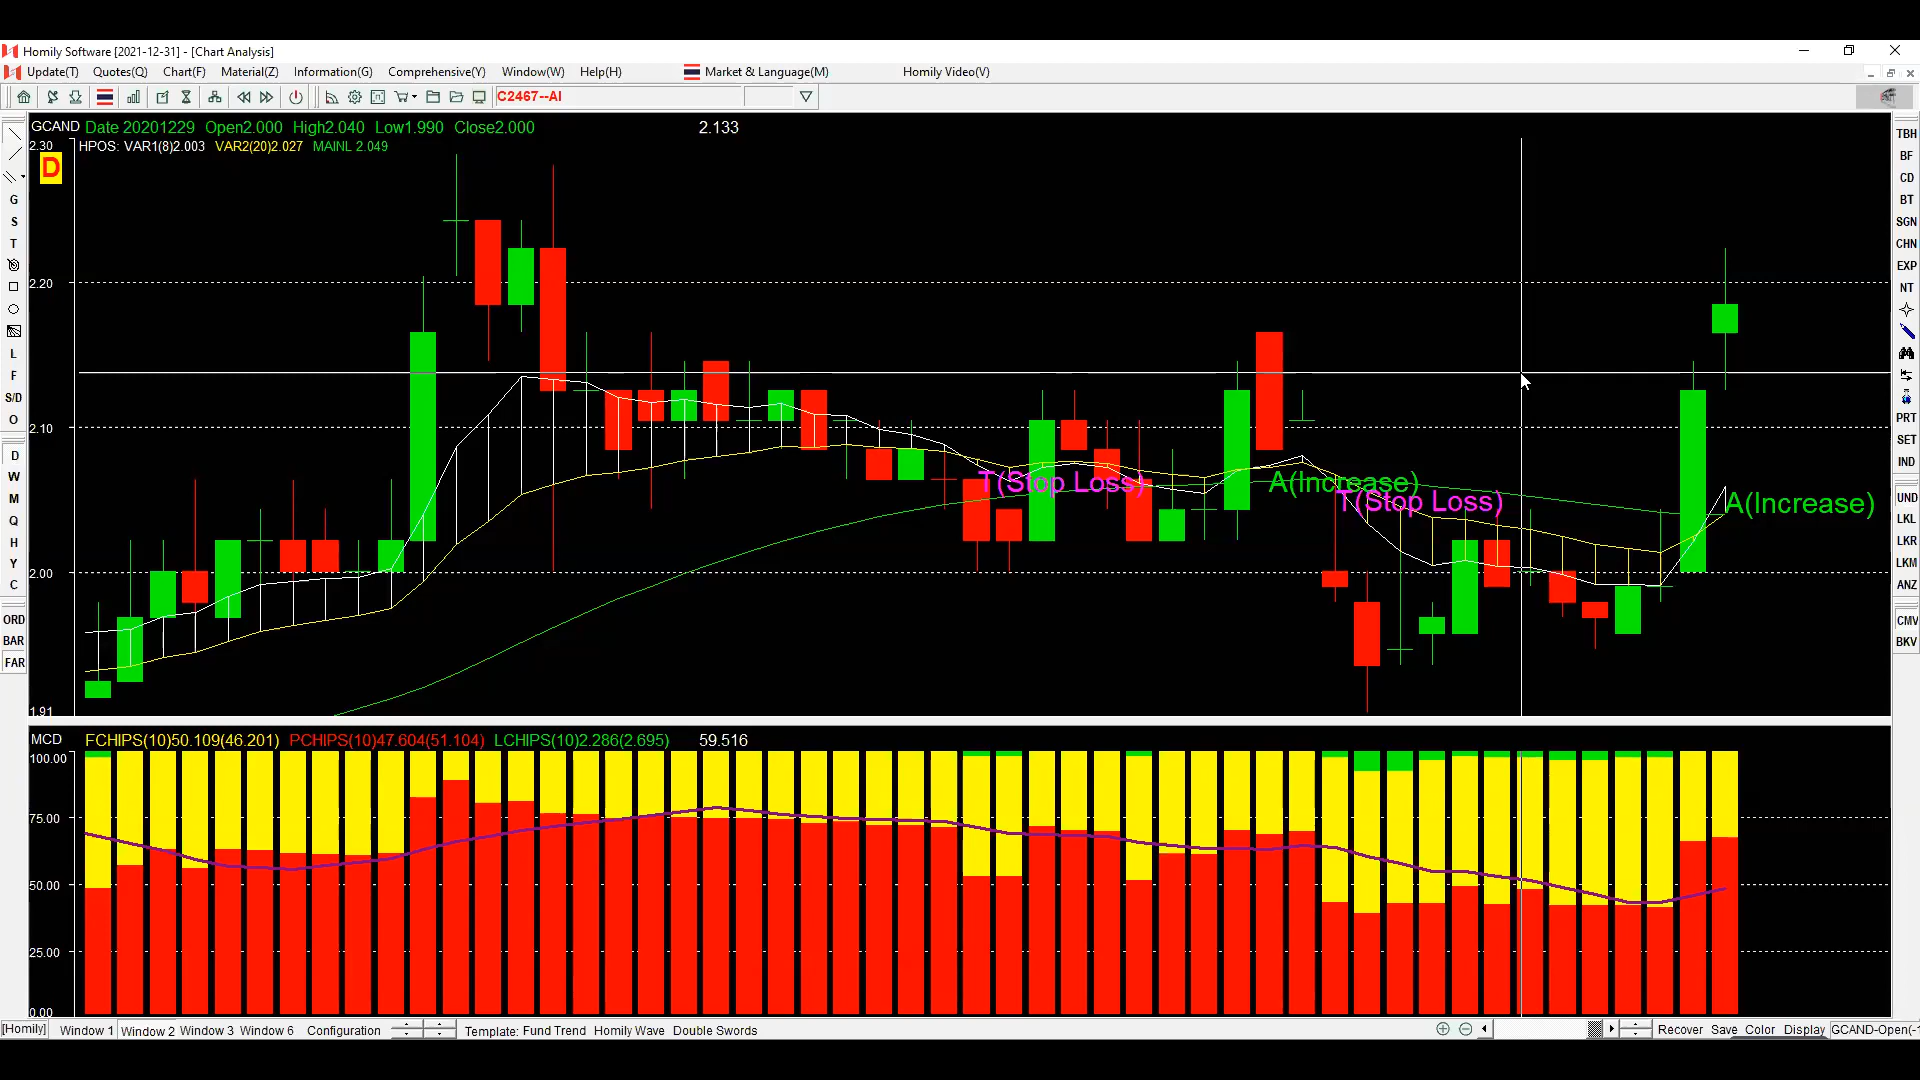 Homily Software [2021-12-31] - [Chart Analysis]
Update(T) Quotes(Q) Chart(F) Material(Z) Information(G) Comprehensive(Y) Window(W) Help(H) Market & Language(M) Homily Video(V)
C2467--AI
GCAND Date 20201229 Open2.000 High2.040 Low1.990 Close2.000 2.133
HPOS: VAR1(8)2.003 VAR2(20)2.027 MAINL 2.049
2.30
D
2.20
2.10
2.00
1.91
T(Stop Loss)
A(Increase)
T(Stop Loss)
A(Increase)
MCD FCHIPS(10)50.109(46.201) PCHIPS(10)47.604(51.104) LCHIPS(10)2.286(2.695) 59.516
100.00
75.00
50.00
25.00
0.00
G
S
T
L
F
S/D
O
D
W
M
Q
H
Y
C
ORD
BAR
FAR
TBH
BF
CD
BT
SGN
CHN
EXP
NT
PRT
SET
IND
UND
LKL
LKR
LKM
ANZ
CMV
BKV
[Homily] Window 1 Window 2 Window 3 Window 6 Configuration Template: Fund Trend Homily Wave Double Swords Recover Save Color Display GCAND-Open(-1